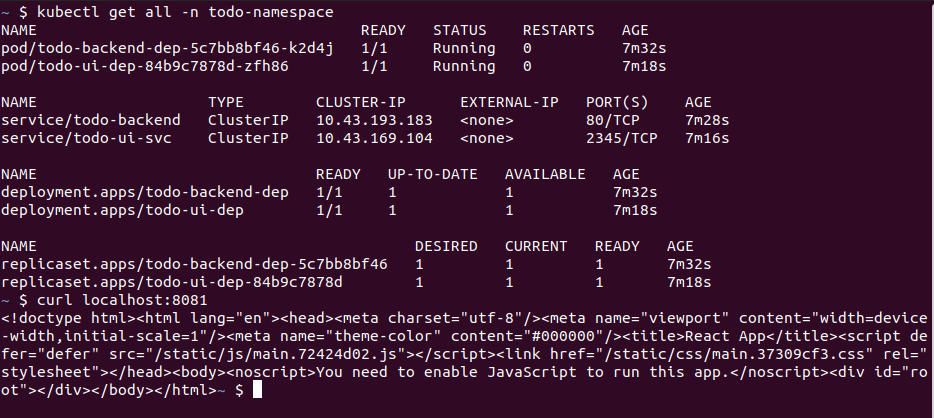 ~ $ kubectl get all -n todo-namespace
NAME                                    READY   STATUS    RESTARTS   AGE
pod/todo-backend-dep-5c7bb8bf46-k2d4j   1/1     Running   0          7m32s
pod/todo-ui-dep-84b9c7878d-zfh86        1/1     Running   0          7m18s

NAME                   TYPE        CLUSTER-IP      EXTERNAL-IP   PORT(S)    AGE
service/todo-backend   ClusterIP   10.43.193.183   <none>        80/TCP     7m28s
service/todo-ui-svc    ClusterIP   10.43.169.104   <none>        2345/TCP   7m16s

NAME                               READY   UP-TO-DATE   AVAILABLE   AGE
deployment.apps/todo-backend-dep   1/1     1            1           7m32s
deployment.apps/todo-ui-dep        1/1     1            1           7m18s

NAME                                          DESIRED   CURRENT   READY   AGE
replicaset.apps/todo-backend-dep-5c7bb8bf46   1         1         1       7m32s
replicaset.apps/todo-ui-dep-84b9c7878d        1         1         1       7m18s
~ $ curl localhost:8081
<!doctype html><html lang="en"><head><meta charset="utf-8"/><meta name="viewport" content="width=device
-width,initial-scale=1"/><meta name="theme-color" content="#000000"/><title>React App</title><script de
fer="defer" src="/static/js/main.72424d02.js"></script><link href="/static/css/main.37309cf3.css" rel="
stylesheet"></head><body><noscript>You need to enable JavaScript to run this app.</noscript><div id="ro
ot"></div></body></html>~ $